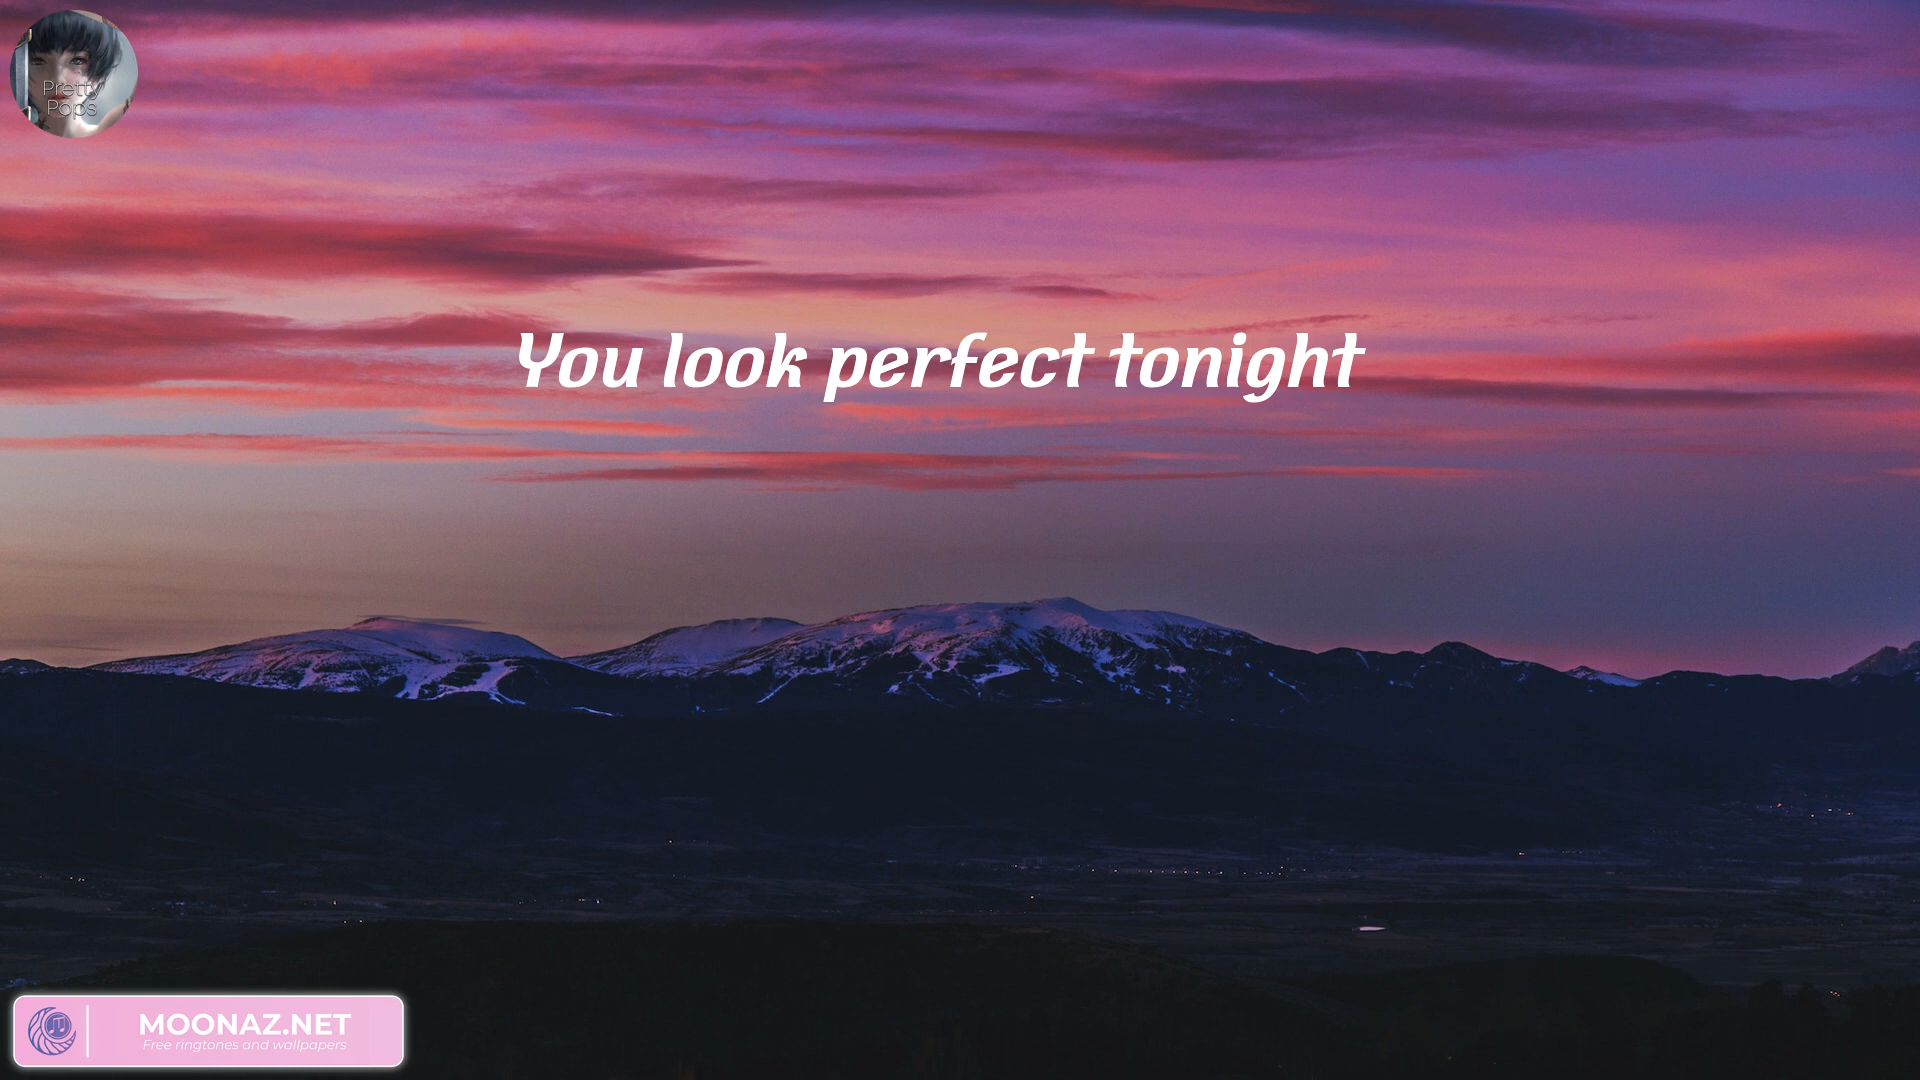 Pretty
Pops
You look perfect tonight
MOONAZ.NET
Free ringtones and wallpapers